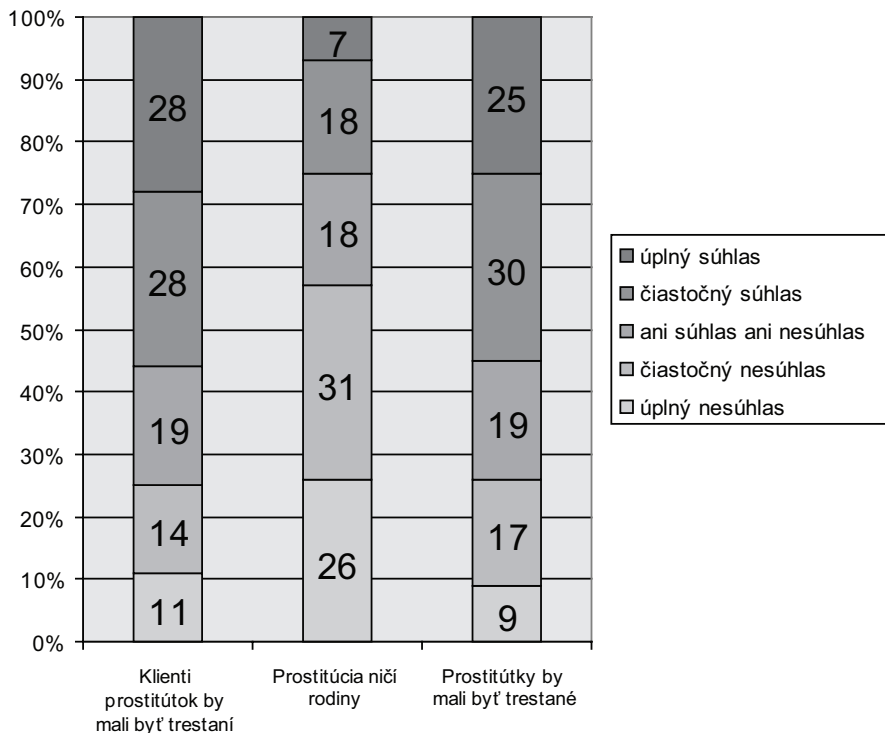 100%
90%
80%
70%
60%
50%
40%
30%
20%
10%
0%
28
28
19
14
11
7
18
18
31
26
25
30
19
17
9
Klienti
prostitútok by
mali byť trestaní
Prostitúcia ničí
rodiny
Prostitútky by
mali byť trestané
úplný súhlas
čiastočný súhlas
ani súhlas ani nesúhlas
čiastočný nesúhlas
úplný nesúhlas